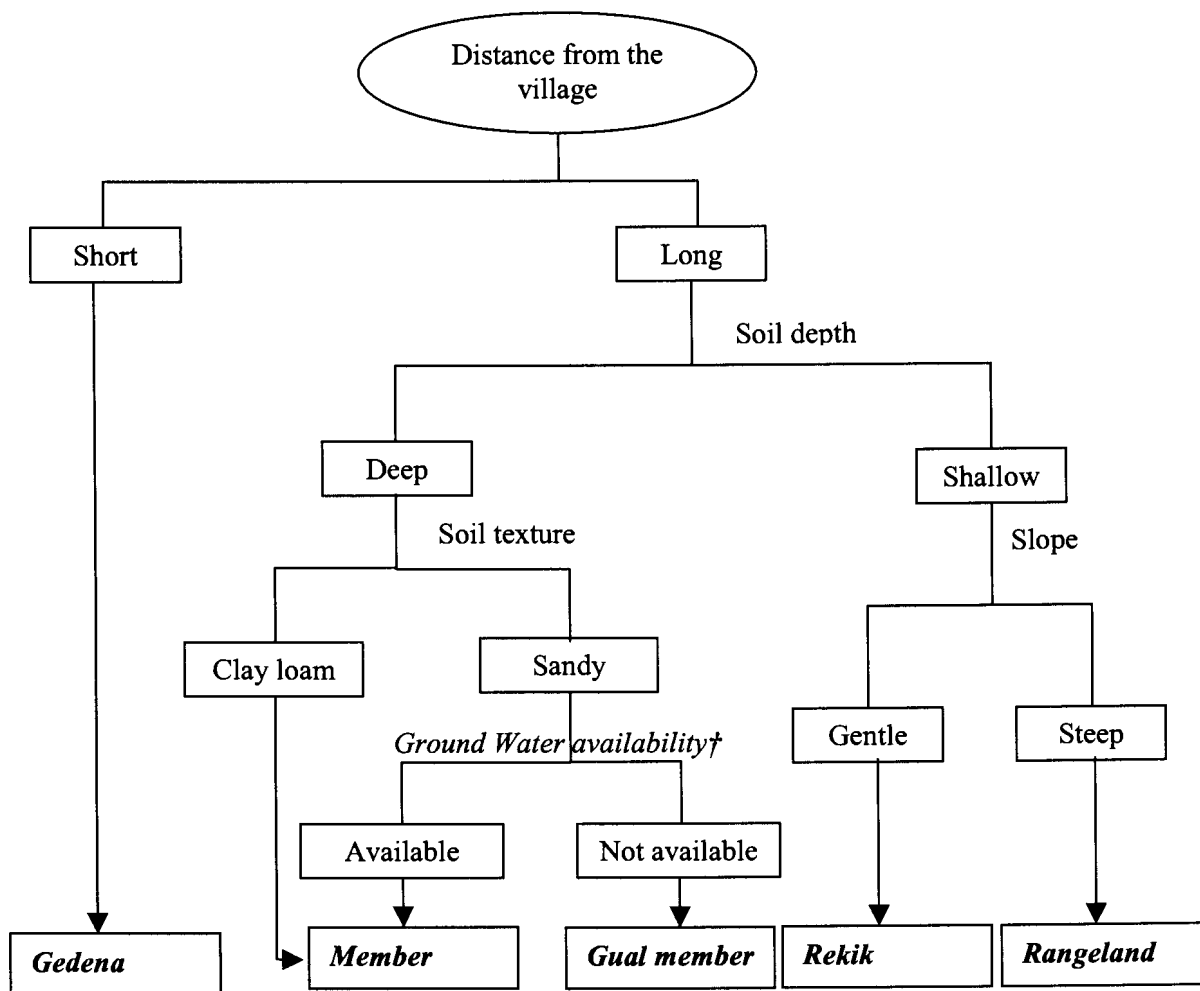 Distance from the
village
Short
Long
Soil depth
Deep
Shallow
Soil texture
Slope
Clay loam
Sandy
Gentle
Steep
Ground Water availability†
Available
Not available
Gedena
Member
Gual member
Rekik
Rangeland